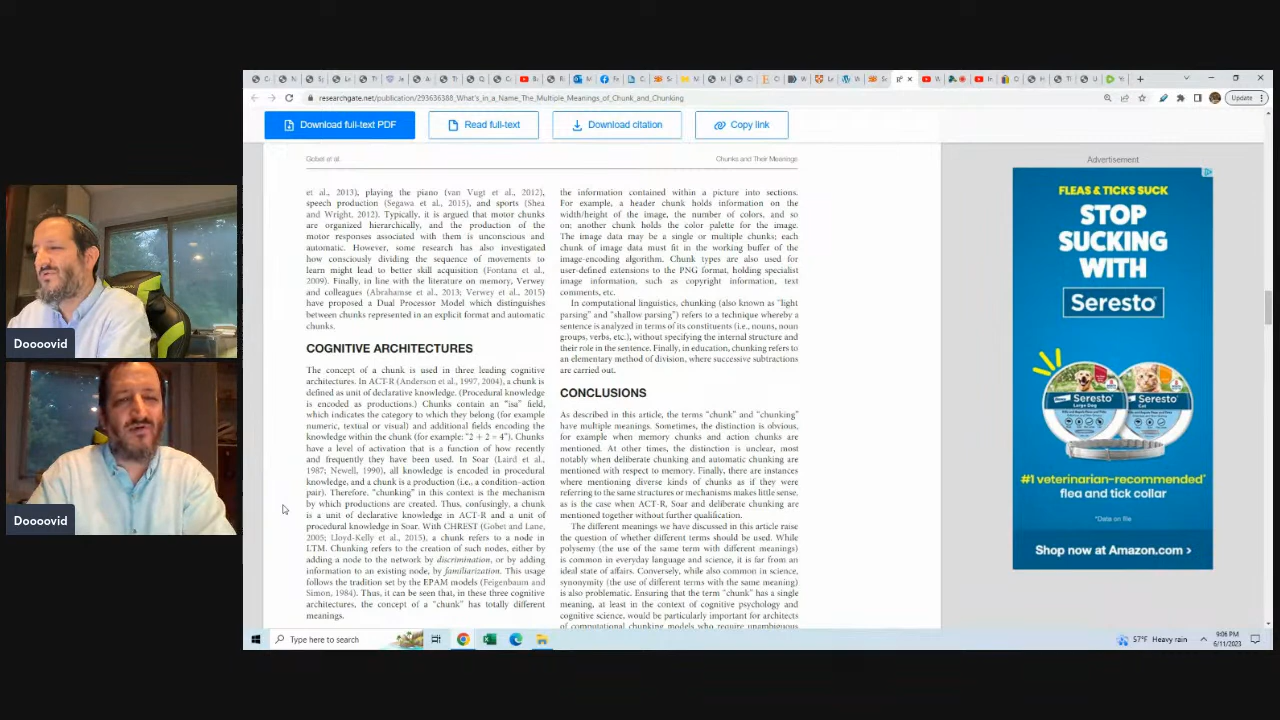 researchgate.net/publication/293636388_What's_in_a_Name_The_Multiple_Meanings_of_Chunk_and_Chunking
Update
Download full-text PDF
Read full-text
Download citation
Copy link
Gobet et al.
Chunks and Their Meanings
et al., 2013), playing the piano (van Vugt et al., 2012),
speech production (Segawa et al., 2015), and sports (Shea
and Wright, 2012). Typically, it is argued that motor chunks
are organized hierarchically, and the production of the
motor responses associated with them is unconscious and
automatic. However, some research has also investigated
how consciously dividing the sequence of movements to
learn might lead to better skill acquisition (Fontana et al.,
2009). Finally, in line with the literature on memory, Verwey
and colleagues (Abrahamse et al., 2013; Verwey et al., 2015)
have proposed a Dual Processor Model which distinguishes
between chunks represented in an explicit format and automatic
chunks.
COGNITIVE ARCHITECTURES
The concept of a chunk is used in three leading cognitive
architectures. In ACT-R (Anderson et al., 1997, 2004), a chunk is
defined as unit of declarative knowledge. (Procedural knowledge
is encoded as productions.) Chunks contain an "isa" field,
which indicates the category to which they belong (for example
numeric, textual or visual) and additional fields encoding the
knowledge within the chunk (for example: "2 + 2 = 4"). Chunks
have a level of activation that is a function of how recently
and frequently they have been used. In Soar (Laird et al.,
1987; Newell, 1990), all knowledge is encoded in procedural
knowledge, and a chunk is a production (i.e., a condition-action
pair). Therefore, "chunking" in this context is the mechanism
by which productions are created. Thus, confusingly, a chunk
is a unit of declarative knowledge in ACT-R and a unit of
procedural knowledge in Soar. With CHREST (Gobet and Lane,
2005; Lloyd-Kelly et al., 2015), a chunk refers to a node in
LTM. Chunking refers to the creation of such nodes, either by
adding a node to the network by discrimination, or by adding
information to an existing node, by familiarization. This usage
follows the tradition set by the EPAM models (Feigenbaum and
Simon, 1984). Thus, it can be seen that, in these three cognitive
architectures, the concept of a "chunk" has totally different
meanings.
the information contained within a picture into sections.
For example, a header chunk holds information on the
width/height of the image, the number of colors, and so
on; another chunk holds the color palette for the image.
The image data may be a single or multiple chunks; each
chunk of image data must fit in the working buffer of the
image-encoding algorithm. Chunk types are also used for
user-defined extensions to the PNG format, holding specialist
image information, such as copyright information, text
comments, etc.
In computational linguistics, chunking (also known as "light
parsing" and "shallow parsing") refers to a technique whereby a
sentence is analyzed in terms of its constituents (i.e., nouns, noun
groups, verbs, etc.), without specifying the internal structure and
their role in the sentence. Finally, in education, chunking refers to
an elementary method of division, where successive subtractions
are carried out.
CONCLUSIONS
As described in this article, the terms "chunk" and "chunking"
have multiple meanings. Sometimes, the distinction is obvious,
for example when memory chunks and action chunks are
mentioned. At other times, the distinction is unclear, most
notably when deliberate chunking and automatic chunking are
mentioned with respect to memory. Finally, there are instances
where mentioning diverse kinds of chunks as if they were
referring to the same structures or mechanisms makes little sense,
as is the case when ACT-R, Soar and deliberate chunking are
mentioned together without further qualification.
The different meanings we have discussed in this article raise
the question of whether different terms should be used. While
polysemy (the use of the same term with different meanings)
is common in everyday language and science, it is far from an
ideal state of affairs. Conversely, while also common in science,
synonymity (the use of different terms with the same meaning)
is also problematic. Ensuring that the term "chunk" has a single
meaning, at least in the context of cognitive psychology and
cognitive science, would be particularly important for architects
of computational chunking models who require unambiguous
Advertisement
FLEAS & TICKS SUCK
STOP
SUCKING
WITH
Seresto
Seresto
Seresto
#1 veterinarian-recommended*
flea and tick collar
*Data on file
Shop now at Amazon.com >
Doooovid
Doooovid
Type here to search
57°F Heavy rain
9:06 PM
6/11/2023